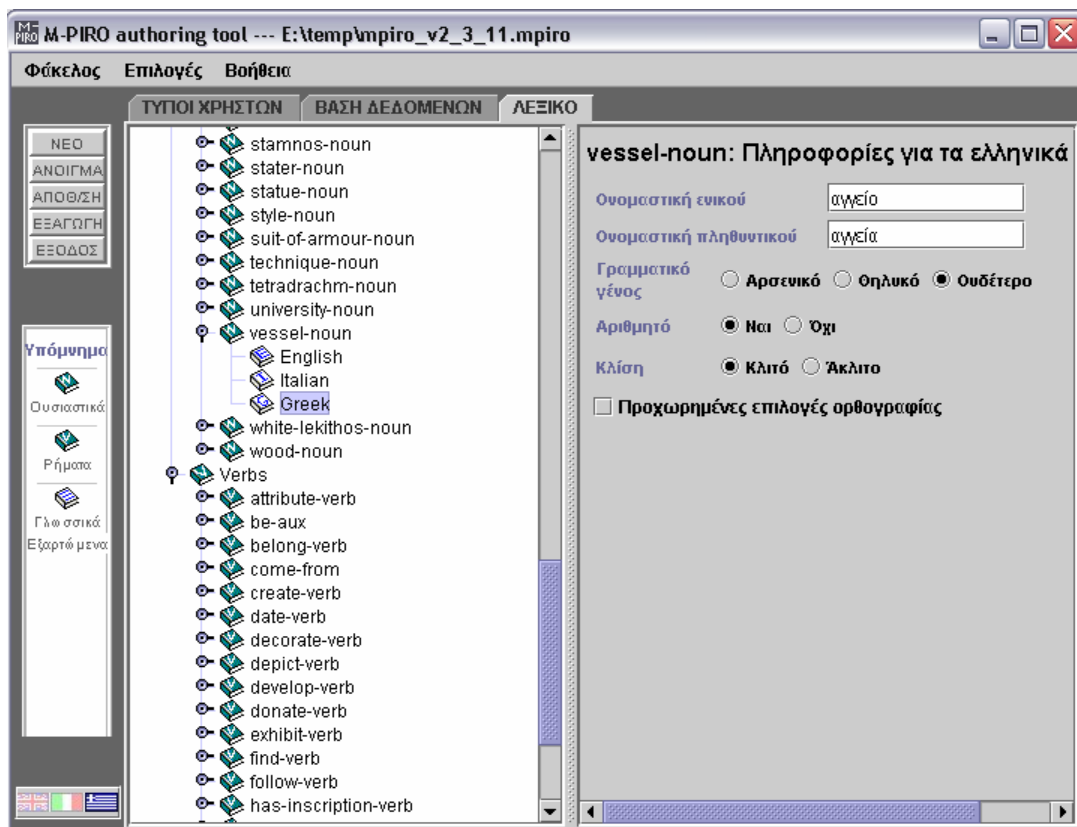 M-PIRO authoring tool --- E:\temp\mpiro_v2_3_11.mpiro
Φάκελος Επιλογές Βοήθεια
ΤΥΠΟΙ ΧΡΗΣΤΩΝ ΒΑΣΗ ΔΕΔΟΜΕΝΩΝ ΛΕΞΙΚΟ
ΝΕΟ
ΑΝΟΙΓΜΑ
ΑΠΟΘ/ΣΗ
ΕΞΑΓΩΓΗ
ΕΞΟΔΟΣ
Υπόμνημα
Ουσιαστικά
Ρήματα
Γλωσσικά
Εξαρτώμενα
stamnos-noun
stater-noun
statue-noun
style-noun
suit-of-armour-noun
technique-noun
tetradrachm-noun
university-noun
vessel-noun
English
Italian
Greek
white-lekithos-noun
wood-noun
Verbs
attribute-verb
be-aux
belong-verb
come-from
create-verb
date-verb
decorate-verb
depict-verb
develop-verb
donate-verb
exhibit-verb
find-verb
follow-verb
has-inscription-verb
vessel-noun: Πληροφορίες για τα ελληνικά
Ονομαστική ενικού αγγείο
Ονομαστική πληθυντικού αγγεία
Γραμματικό
γένος Αρσενικό Θηλυκό Ουδέτερο
Αριθμητό Ναι Όχι
Κλίση Κλιτό Άκλιτο
Προχωρημένες επιλογές ορθογραφίας